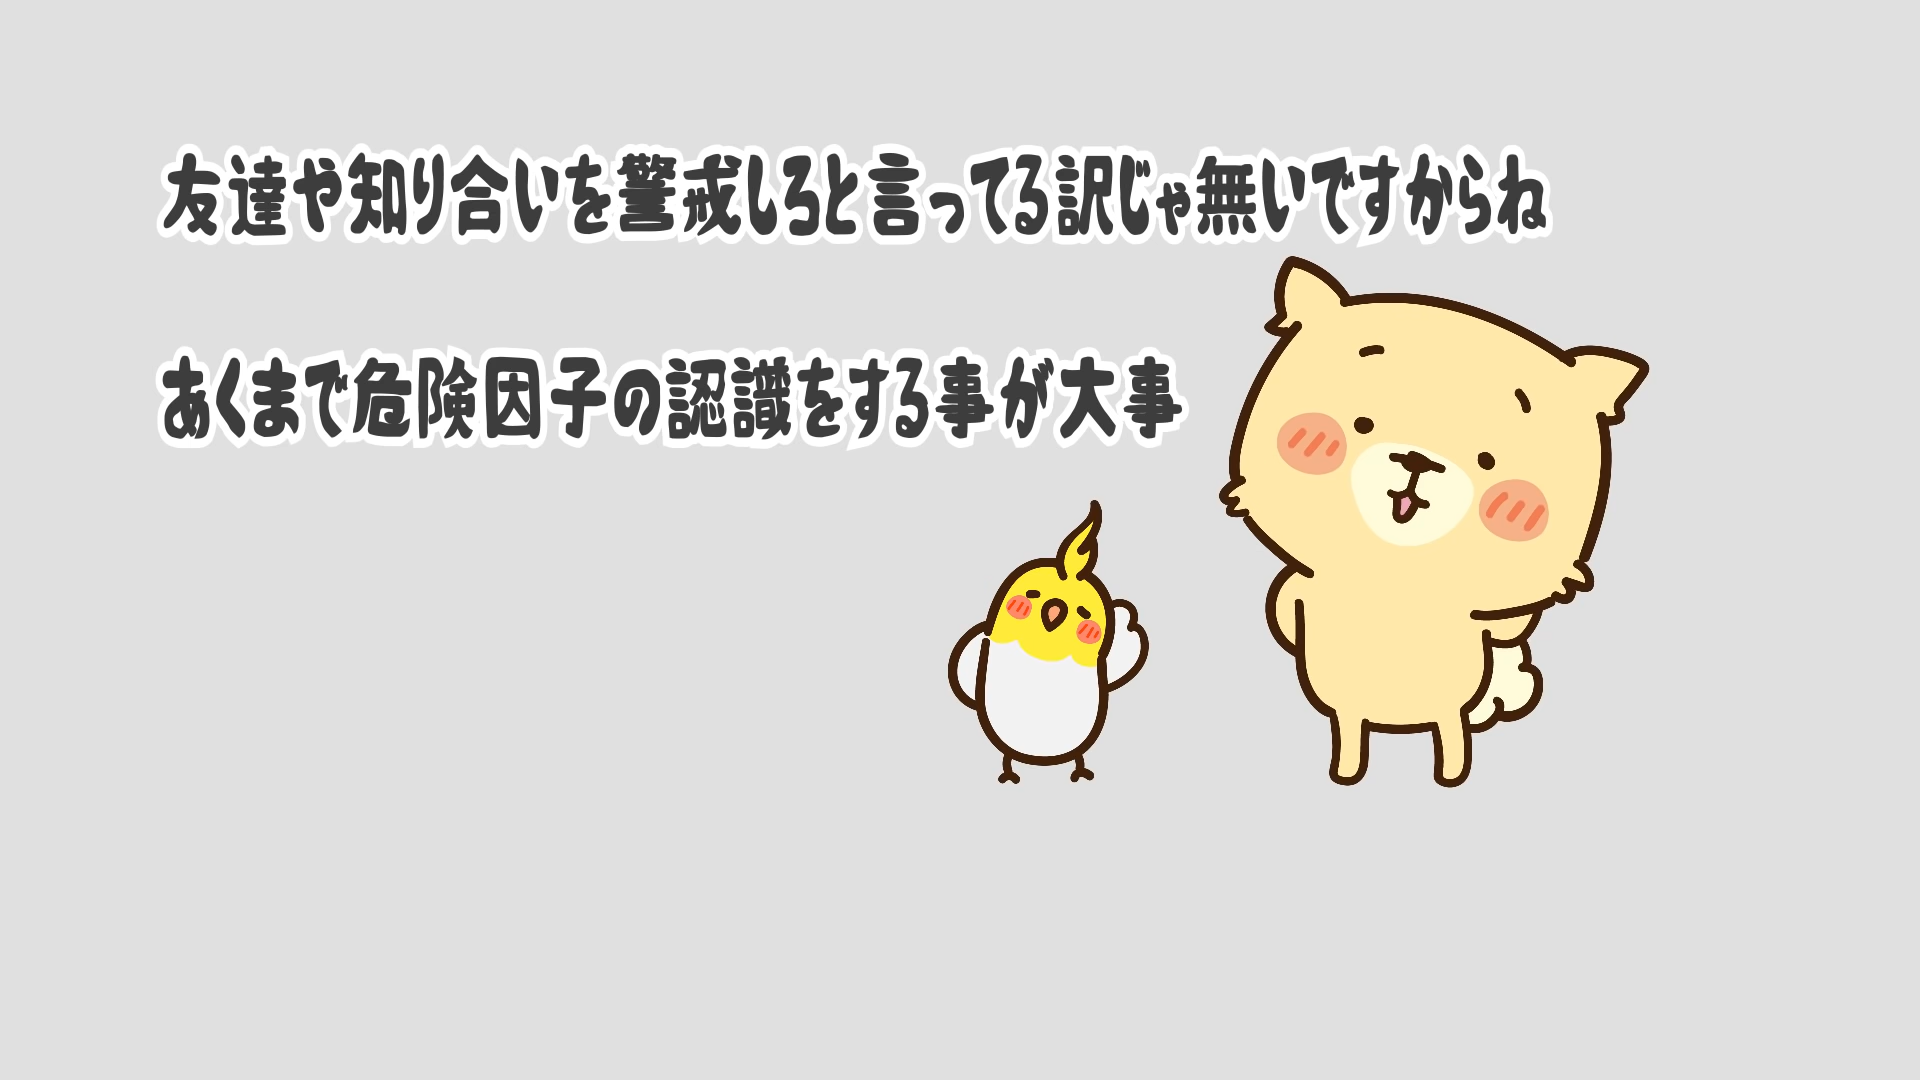 友達や知り合いを警戒しろと言ってる訳じゃ無いですからね
あくまで危険因子の認識をする事が大事